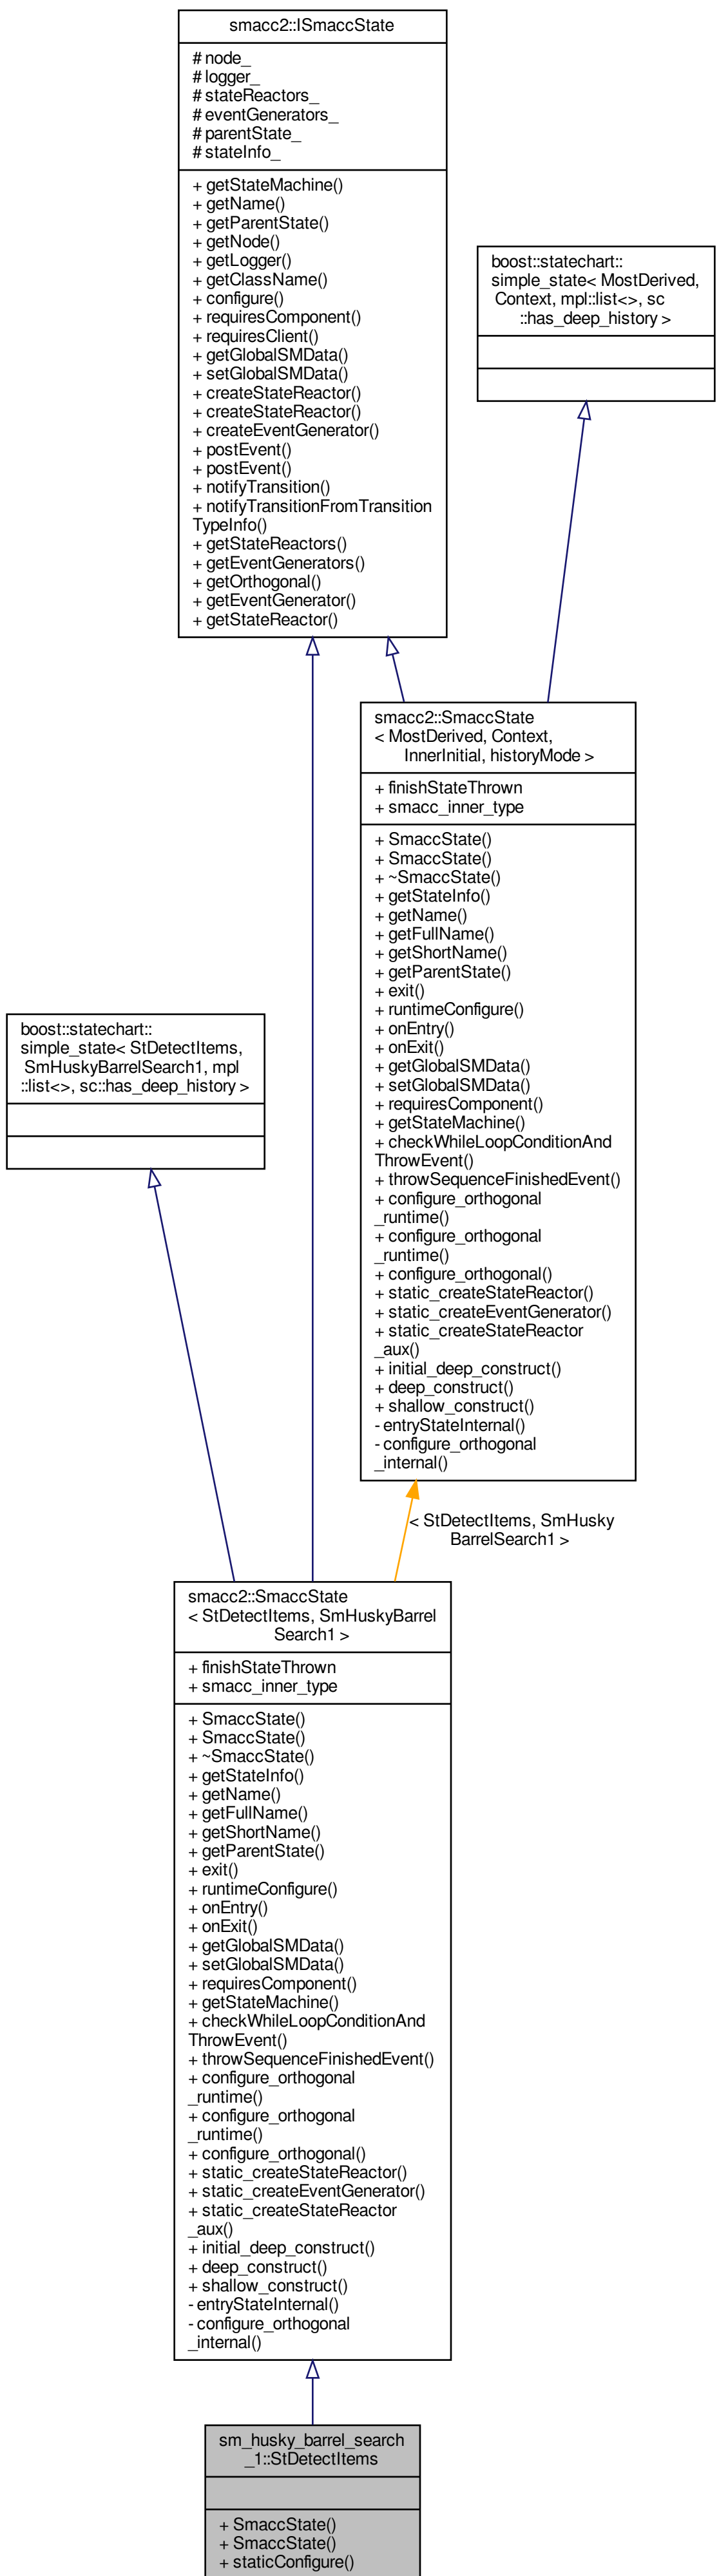 smacc2::ISmaccState
# node_
# logger_
# stateReactors_
# eventGenerators_
# parentState_
# stateInfo_
+ getStateMachine()
+ getName()
+ getParentState()
+ getNode()
+ getLogger()
+ getClassName()
+ configure()
+ requiresComponent()
+ requiresClient()
+ getGlobalSMData()
+ setGlobalSMData()
+ createStateReactor()
+ createStateReactor()
+ createEventGenerator()
+ postEvent()
+ postEvent()
+ notifyTransition()
+ notifyTransitionFromTransition
TypeInfo()
+ getStateReactors()
+ getEventGenerators()
+ getOrthogonal()
+ getEventGenerator()
+ getStateReactor()
boost::statechart::
simple_state< MostDerived,
Context, mpl::list<>, sc
::has_deep_history >
smacc2::SmaccState
< MostDerived, Context,
InnerInitial, historyMode >
+ finishStateThrown
+ smacc_inner_type
+ SmaccState()
+ SmaccState()
+ ~SmaccState()
+ getStateInfo()
+ getName()
+ getFullName()
+ getShortName()
+ getParentState()
+ exit()
+ runtimeConfigure()
+ onEntry()
+ onExit()
+ getGlobalSMData()
+ setGlobalSMData()
+ requiresComponent()
+ getStateMachine()
+ checkWhileLoopConditionAnd
ThrowEvent()
+ throwSequenceFinishedEvent()
+ configure_orthogonal
_runtime()
+ configure_orthogonal
_runtime()
+ configure_orthogonal()
+ static_createStateReactor()
+ static_createEventGenerator()
+ static_createStateReactor
_aux()
+ initial_deep_construct()
+ deep_construct()
+ shallow_construct()
- entryStateInternal()
- configure_orthogonal
_internal()
boost::statechart::
simple_state< StDetectItems,
SmHuskyBarrelSearch1, mpl
::list<>, sc::has_deep_history >
< StDetectItems, SmHusky
BarrelSearch1 >
smacc2::SmaccState
< StDetectItems, SmHuskyBarrel
Search1 >
+ finishStateThrown
+ smacc_inner_type
+ SmaccState()
+ SmaccState()
+ ~SmaccState()
+ getStateInfo()
+ getName()
+ getFullName()
+ getShortName()
+ getParentState()
+ exit()
+ runtimeConfigure()
+ onEntry()
+ onExit()
+ getGlobalSMData()
+ setGlobalSMData()
+ requiresComponent()
+ getStateMachine()
+ checkWhileLoopConditionAnd
ThrowEvent()
+ throwSequenceFinishedEvent()
+ configure_orthogonal
_runtime()
+ configure_orthogonal
_runtime()
+ configure_orthogonal()
+ static_createStateReactor()
+ static_createEventGenerator()
+ static_createStateReactor
_aux()
+ initial_deep_construct()
+ deep_construct()
+ shallow_construct()
- entryStateInternal()
- configure_orthogonal
_internal()
sm_husky_barrel_search
_1::StDetectItems
+ SmaccState()
+ SmaccState()
+ staticConfigure()